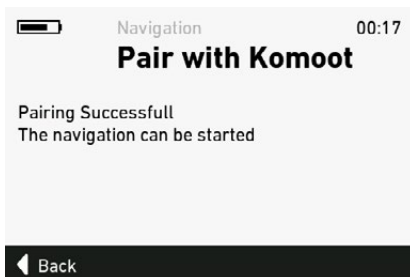 Navigation
00:17
Pair with Komoot
Pairing Successfull
The navigation can be started
Back